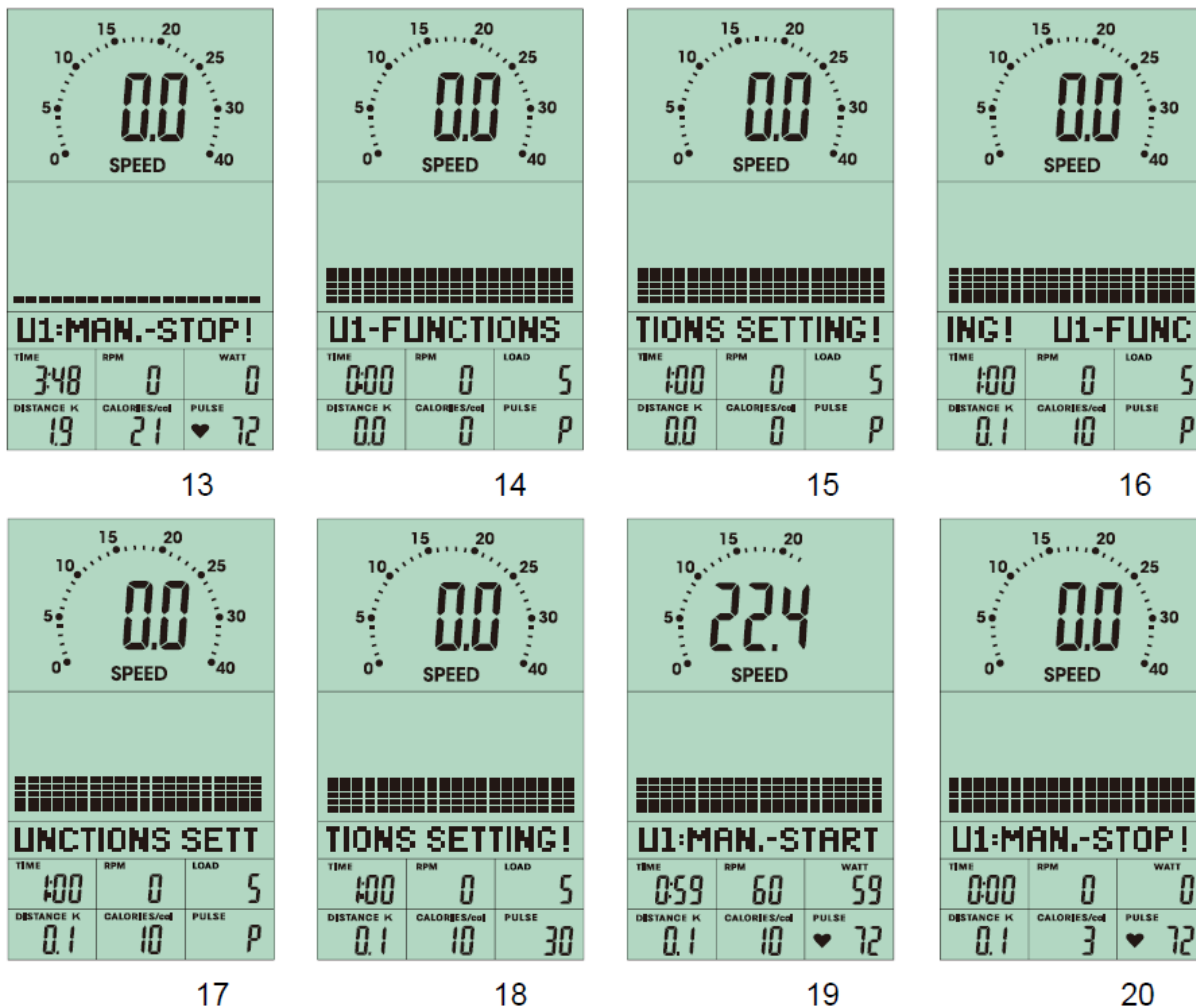 15 20
10 25
5 0.0 30
0 SPEED 40
U1:MAN.-STOP!
TIME RPM WATT
3:48 0 0
DISTANCE K CALORIES/cal PULSE
1.9 21 72
13
15 20
10 25
5 0.0 30
0 SPEED 40
U1-FUNCTIONS
TIME RPM LOAD
0:00 0 5
DISTANCE K CALORIES/cal PULSE
0.0 0 P
14
15 20
10 25
5 0.0 30
0 SPEED 40
TIONS SETTING!
TIME RPM LOAD
1:00 0 5
DISTANCE K CALORIES/cal PULSE
0.0 0 P
15
15 20
10 25
5 0.0 30
0 SPEED 40
ING! U1-FUNC
TIME RPM LOAD
1:00 0 5
DISTANCE K CALORIES/cal PULSE
0.1 10 P
16
15 20
10 25
5 0.0 30
0 SPEED 40
UNCTIONS SETT
TIME RPM LOAD
1:00 0 5
DISTANCE K CALORIES/cal PULSE
0.1 10 P
17
15 20
10 25
5 0.0 30
0 SPEED 40
TIONS SETTING!
TIME RPM LOAD
1:00 0 5
DISTANCE K CALORIES/cal PULSE
0.1 10 30
18
15 20
10
5 22.4
0 SPEED
U1:MAN.-START
TIME RPM WATT
0:59 60 59
DISTANCE K CALORIES/cal PULSE
0.1 10 72
19
15 20
10 25
5 0.0 30
0 SPEED 40
U1:MAN.-STOP!
TIME RPM WATT
0:00 0 0
DISTANCE K CALORIES/cal PULSE
0.1 3 72
20